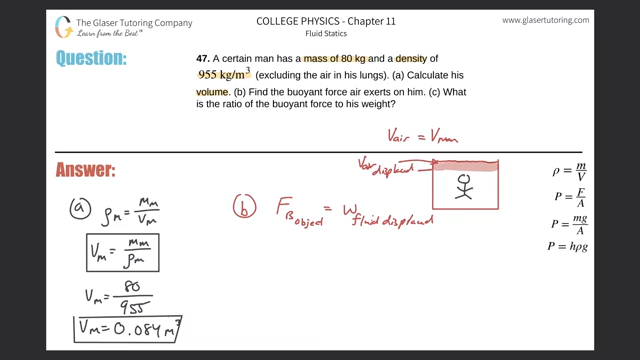 The Glaser Tutoring Company
Learn from the Best
COLLEGE PHYSICS - Chapter 11
Fluid Statics
www.glasertutoring.com
Question:
47. A certain man has a mass of 80 kg and a density of
955 kg/m³ (excluding the air in his lungs). (a) Calculate his
volume. (b) Find the buoyant force air exerts on him. (c) What
is the ratio of the buoyant force to his weight?
Vair = Vman
Vair displaced
Answer:
ρ = m/V
P = F/A
P = mg/A
P = hρg
(a) ρm = mm/Vm
Vm = mm/ρm
Vm = 80/955
Vm = 0.084 m³
(b) FB object = w fluid displaced